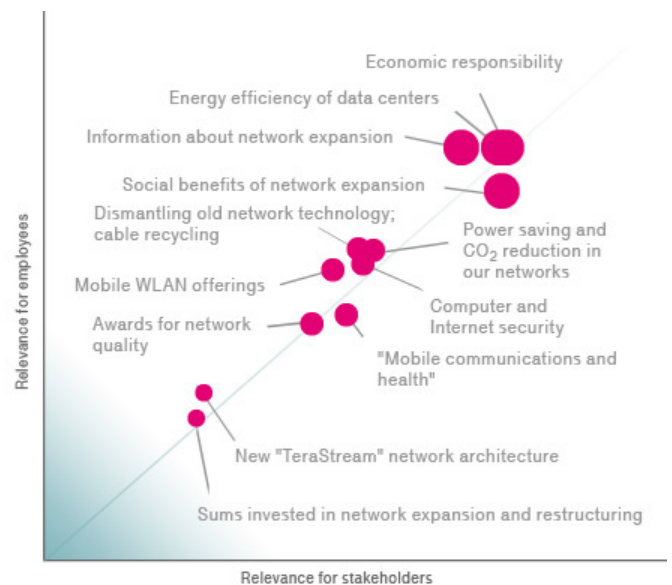 Economic responsibility
Energy efficiency of data centers
Information about network expansion
Social benefits of network expansion
Dismantling old network technology;
cable recycling
Power saving and
CO₂ reduction in
our networks
Mobile WLAN offerings
Computer and
Internet security
Awards for network
quality
"Mobile communications and
health"
New "TeraStream" network architecture
Sums invested in network expansion and restructuring
Relevance for employees
Relevance for stakeholders